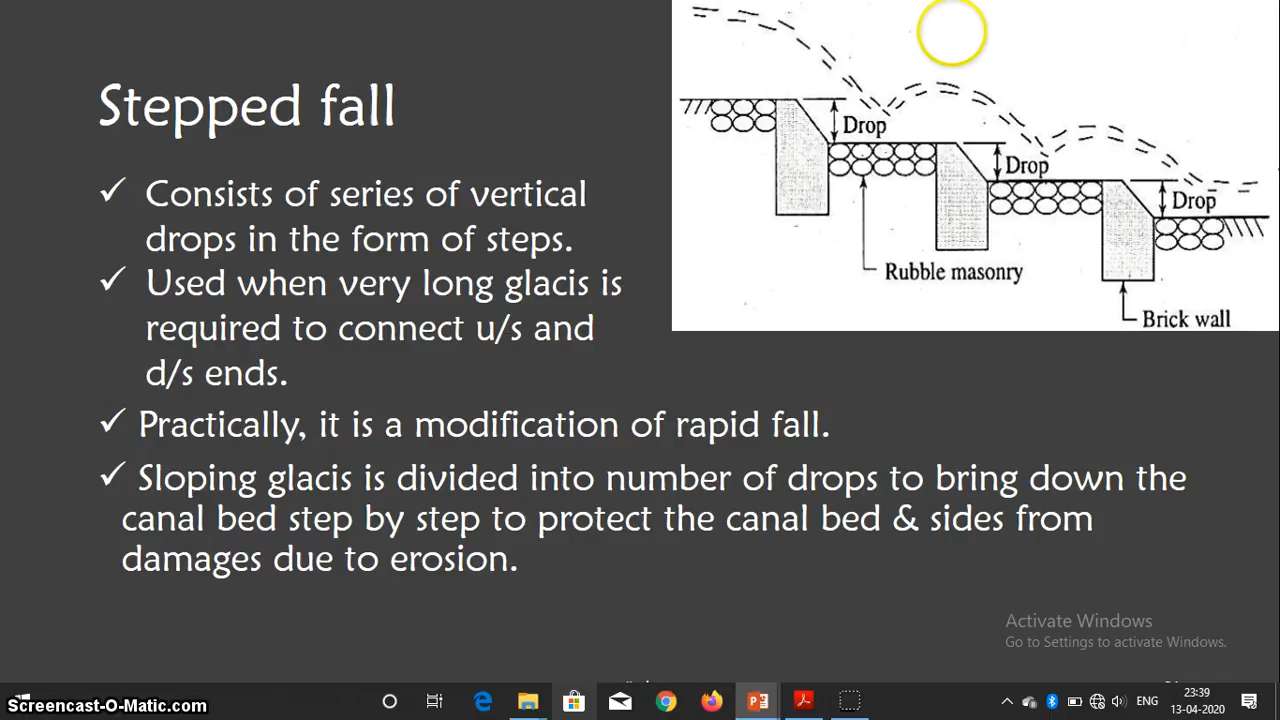 Stepped fall
✓ Consists of series of vertical
drops in the form of steps.
✓ Used when very long glacis is
required to connect u/s and
d/s ends.
✓ Practically, it is a modification of rapid fall.
✓ Sloping glacis is divided into number of drops to bring down the
canal bed step by step to protect the canal bed & sides from
damages due to erosion.
Drop
Drop
Drop
Rubble masonry
Brick wall
Activate Windows
Go to Settings to activate Windows.
Screencast-O-Matic.com
ENG
23:39
13-04-2020